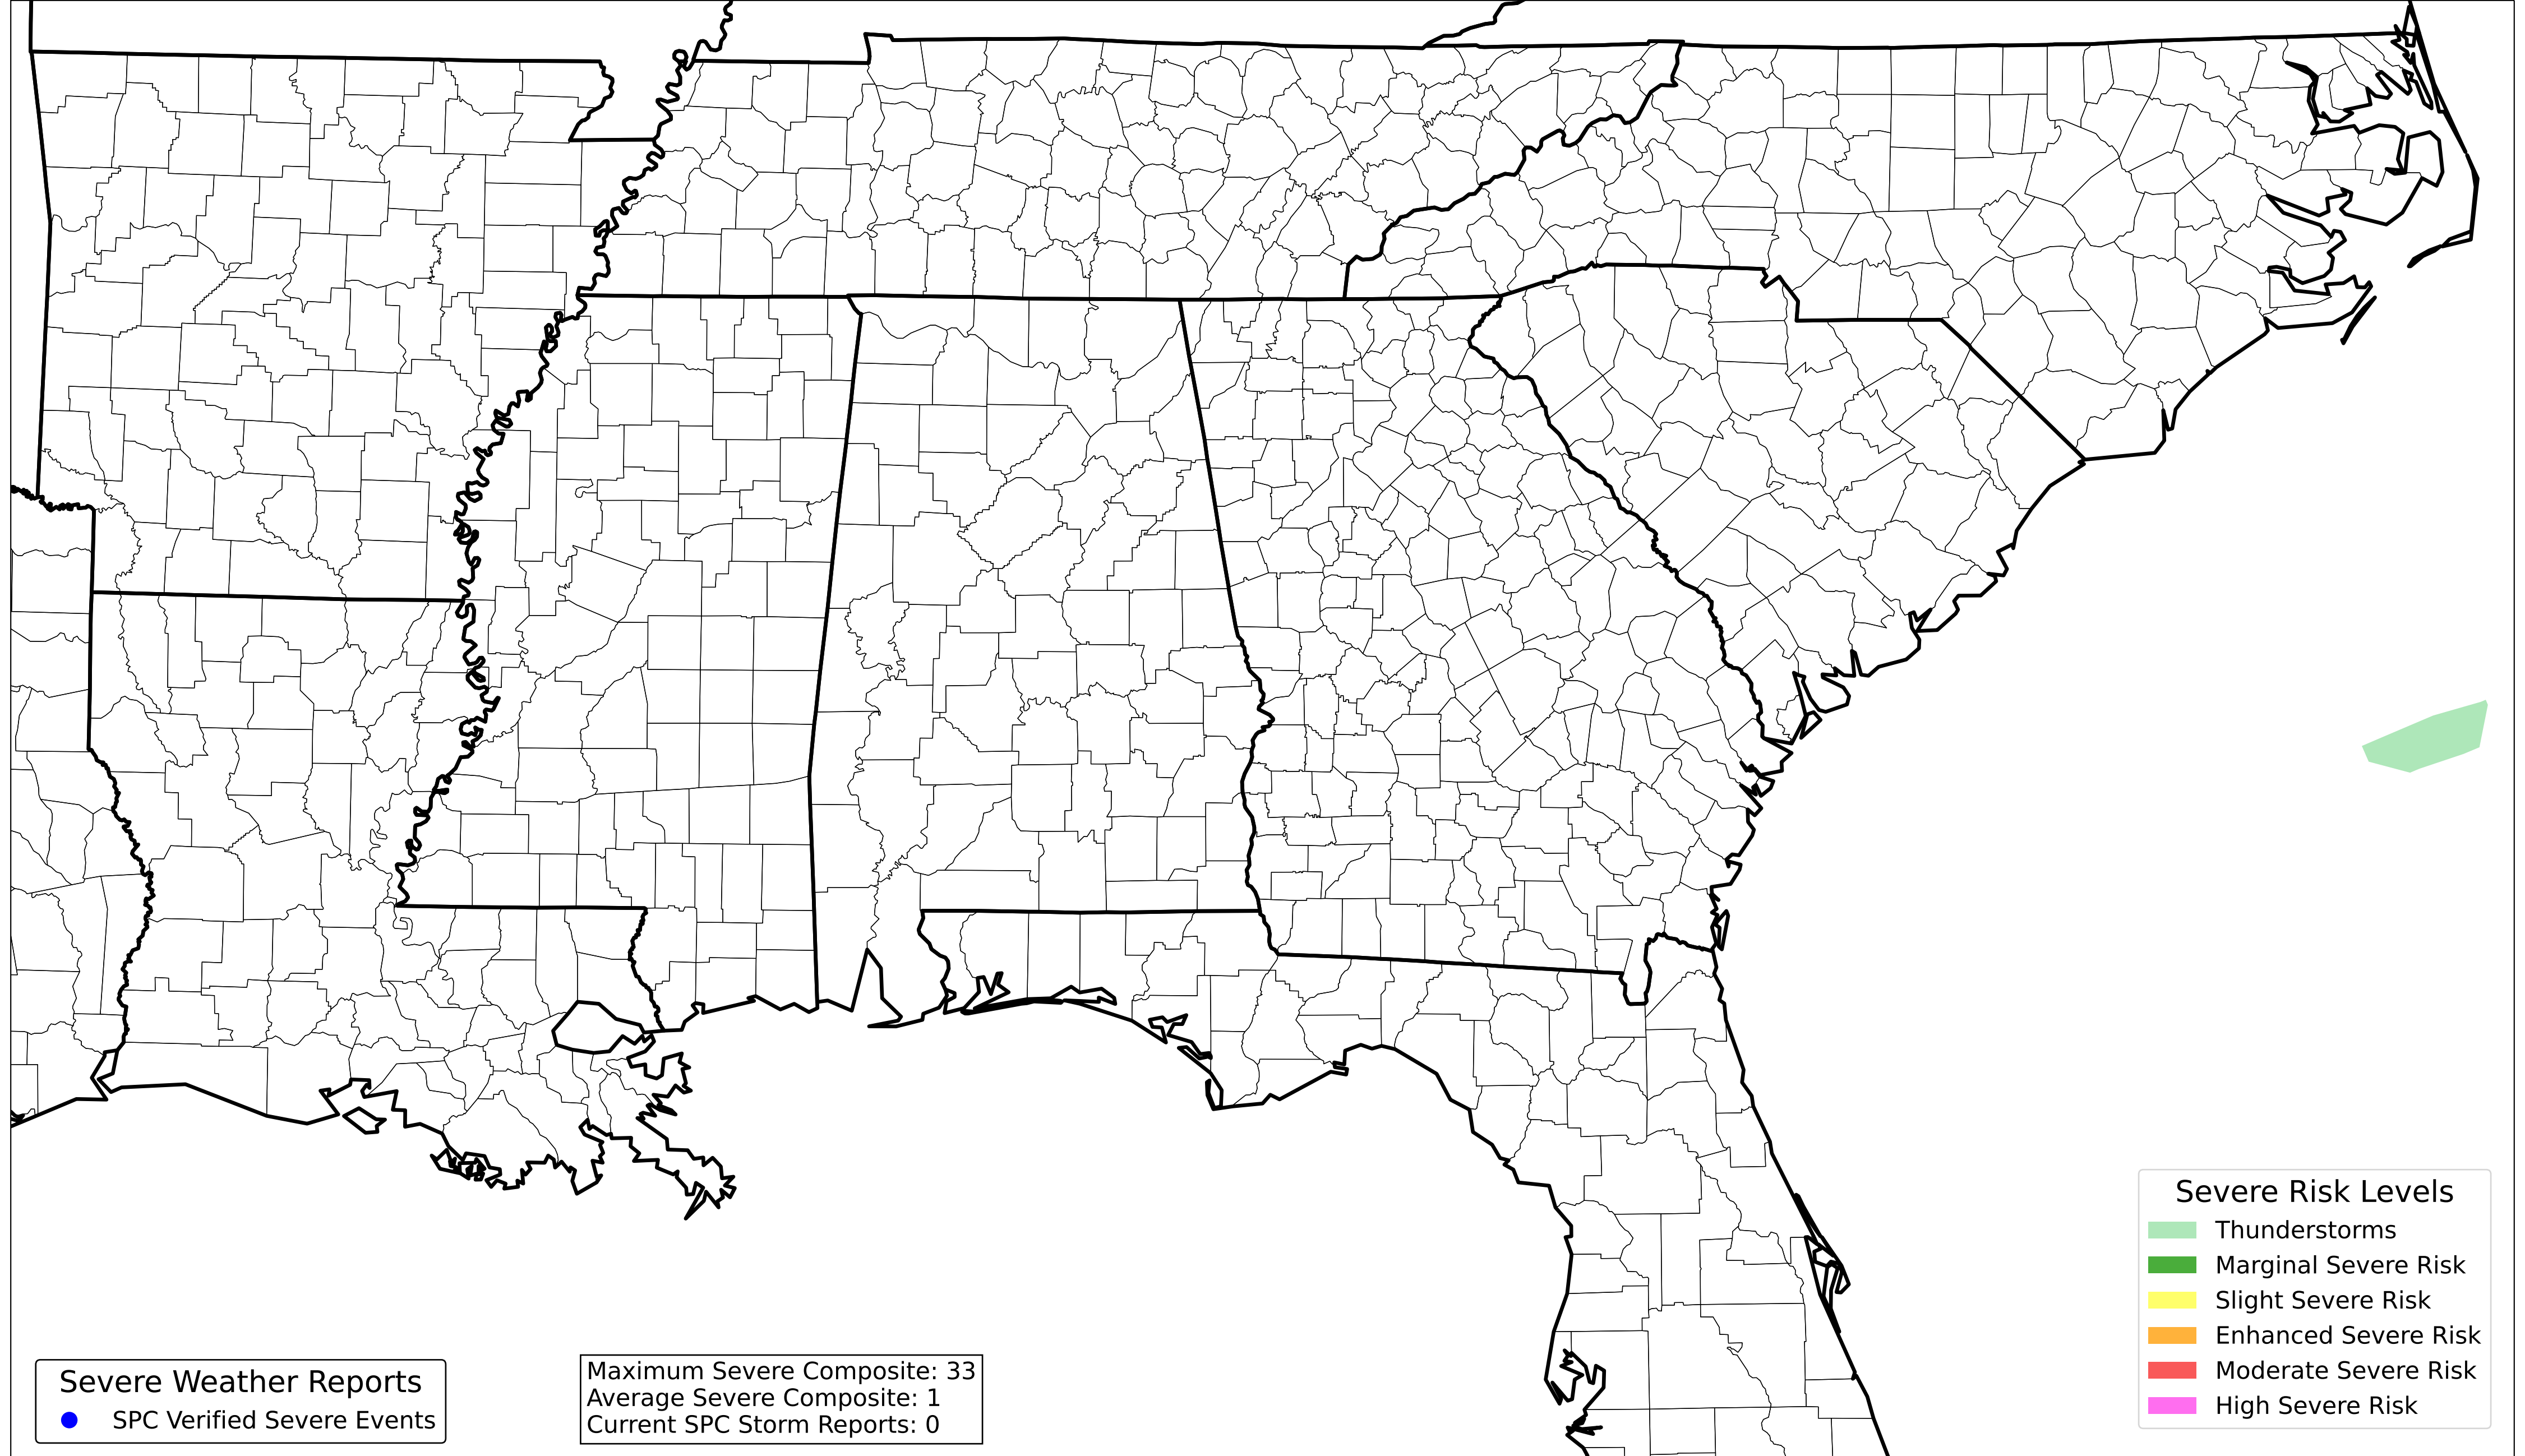 Severe Weather Reports
SPC Verified Severe Events
Maximum Severe Composite: 33
Average Severe Composite: 1
Current SPC Storm Reports: 0
Severe Risk Levels
Thunderstorms
Marginal Severe Risk
Slight Severe Risk
Enhanced Severe Risk
Moderate Severe Risk
High Severe Risk